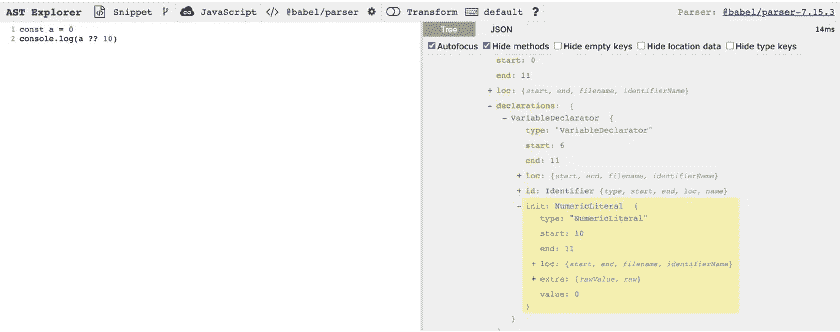 AST Explorer Snippet JavaScript </> @babel/parser Transform default ? Parser: @babel/parser-7.15.3
Tree JSON 14ms
Autofocus Hide methods Hide empty keys Hide location data Hide type keys
1 const a = 0
2 console.log(a ?? 10)
start: 0
end: 11
+ loc: {start, end, filename, identifierName}
- declarations: [
- VariableDeclarator {
type: "VariableDeclarator"
start: 6
end: 11
+ loc: {start, end, filename, identifierName}
+ id: Identifier {type, start, end, loc, name}
- init: NumericLiteral {
type: "NumericLiteral"
start: 10
end: 11
+ loc: {start, end, filename, identifierName}
+ extra: {rawValue, raw}
value: 0
}
}